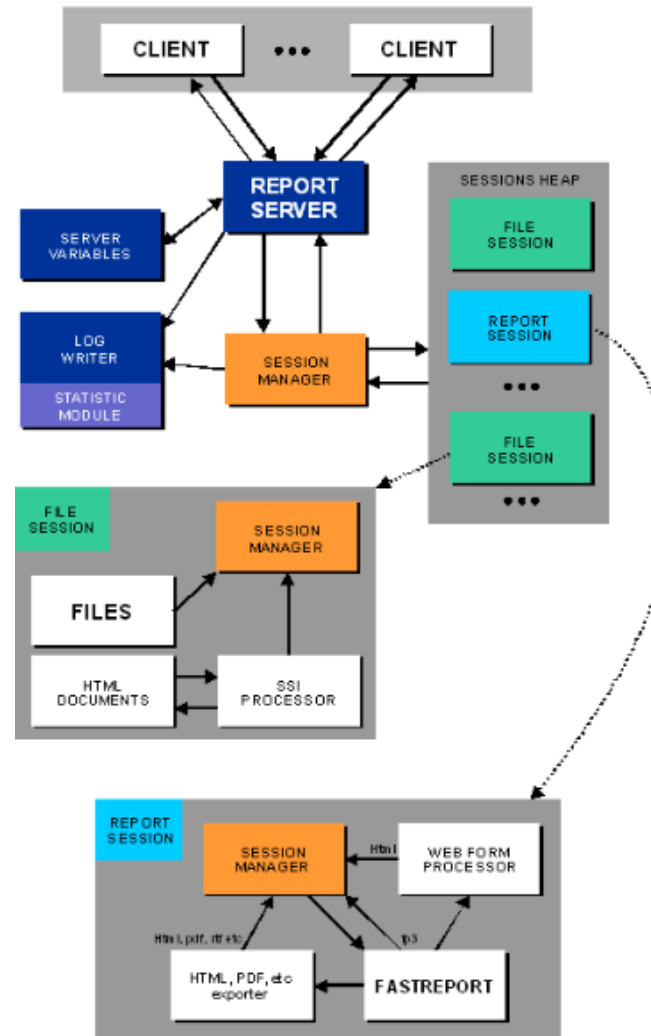 CLIENT ●●● CLIENT
REPORT
SERVER
SESSIONS HEAP
FILE
SESSION
SERVER
VARIABLES
REPORT
SESSION
LOG
WRITER
SESSION
MANAGER
STATISTIC
MODULE
●●●
FILE
SESSION
●●●
FILE
SESSION
SESSION
MANAGER
FILES
HTML
DOCUMENTS
SSI
PROCESSOR
REPORT
SESSION
SESSION
MANAGER
Html
WEB FORM
PROCESSOR
Html, pdf, rtf etc
fp3
HTML, PDF, etc
exporter
FASTREPORT